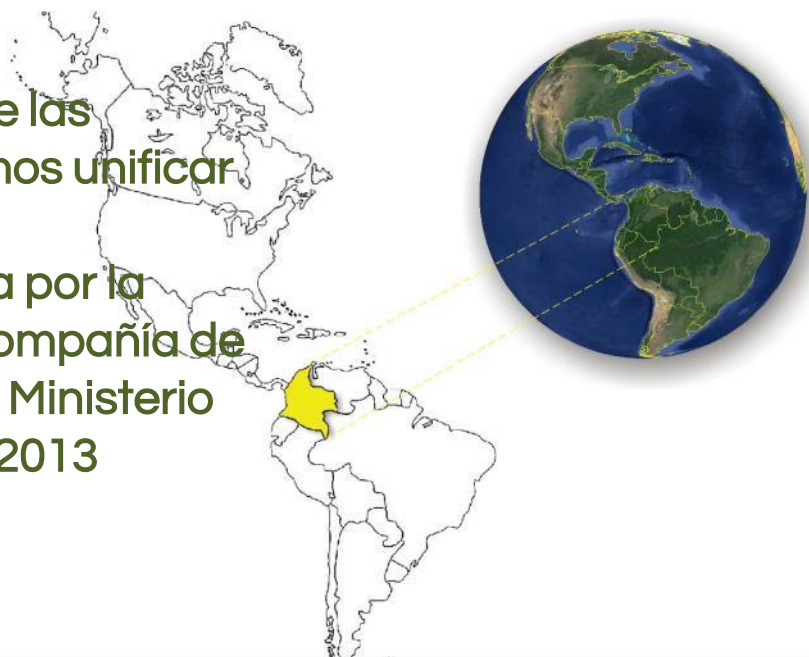 e las
nos unificar
a por la
ompañía de
Ministerio
2013